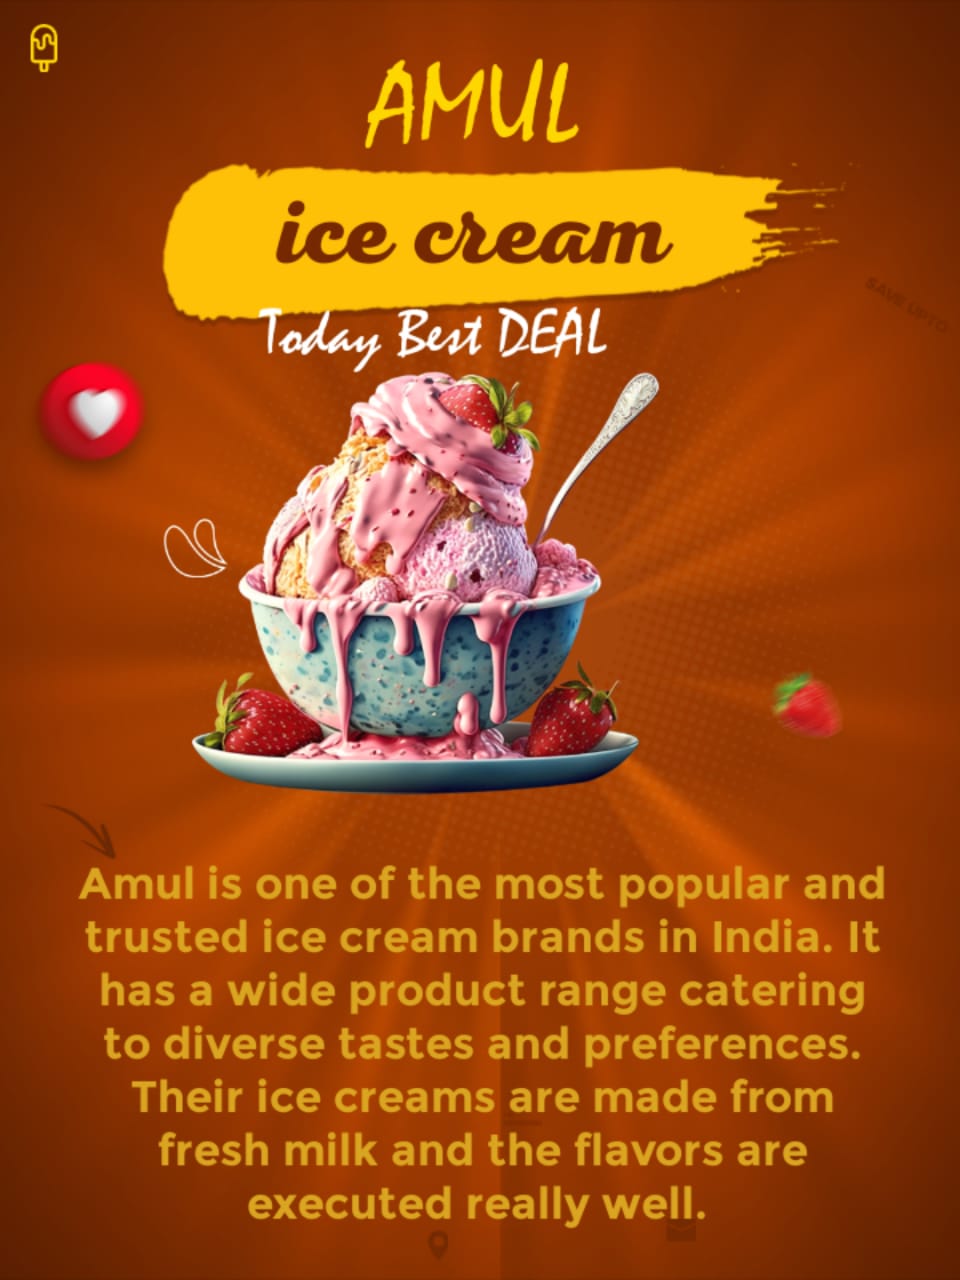 AMUL
ice cream
SAVE UPTO
Today Best DEAL
Amul is one of the most popular and
trusted ice cream brands in India. It
has a wide product range catering
to diverse tastes and preferences.
Their ice creams are made from
fresh milk and the flavors are
executed really well.